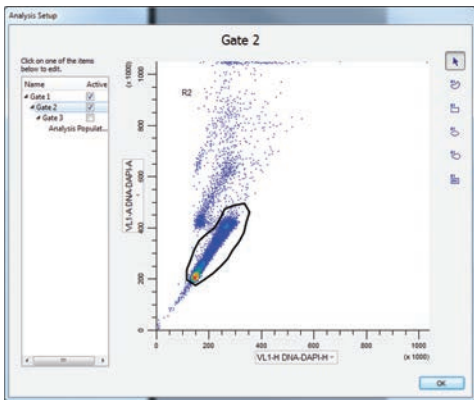 Analysis Setup
Gate 2
Click on one of the items
below to edit.
Name Active
Gate 1
Gate 2
Gate 3
Analysis Populat...
(x 1000)
1000
800
600
400
200
0
VL1-A DNA-DAPI-A
R2
0 200 400 600 800 1000
VL1-H DNA-DAPI-H
(x 1000)
OK